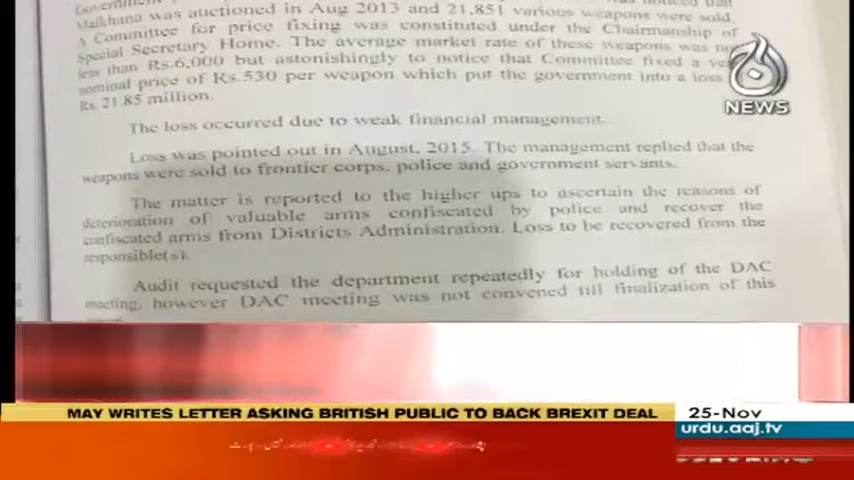 Malkhana was auctioned in Aug 2013 and 21,851 various weapons were sold.
A Committee for price fixing was constituted under the Chairmanship of
Special Secretary Home. The average market rate of these weapons was not
less than Rs.6,000 but astonishingly to notice that Committee fixed a
nominal price of Rs.530 per weapon which put the government into a loss
Rs. 21.85 million.
The loss occurred due to weak financial management.
Loss was pointed out in August, 2015. The management replied that the
weapons were sold to frontier corps, police and government servants.
The matter is reported to the higher ups to ascertain the reasons of
deterioration of valuable arms confiscated by police and recover the
confiscated arms from Districts Administration. Loss to be recovered from the
responsible(s).
Audit requested the department repeatedly for holding of the DAC
meeting, however DAC meeting was not convened till finalization of this
NEWS
MAY WRITES LETTER ASKING BRITISH PUBLIC TO BACK BREXIT DEAL
25-Nov
urdu.aaj.tv